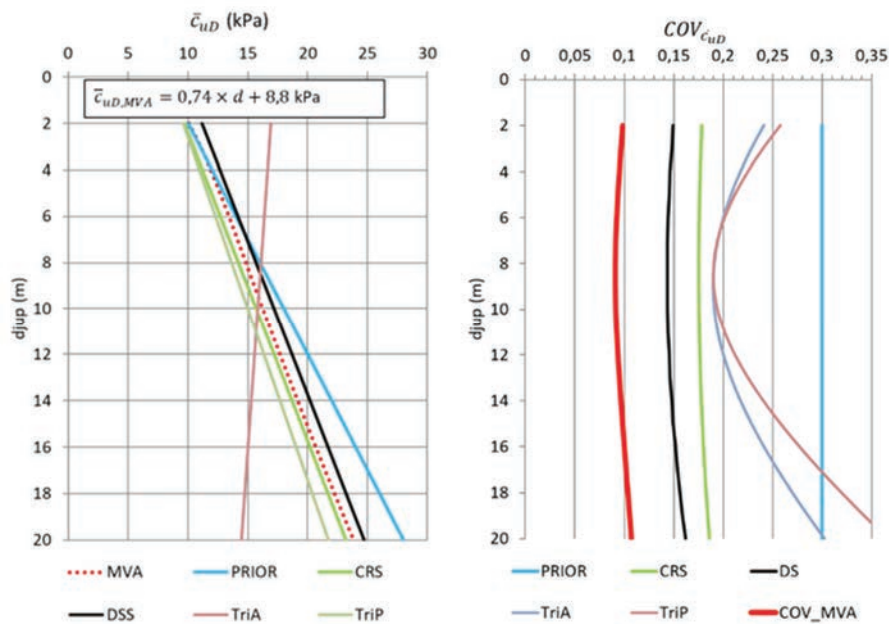 c̄uD (kPa)
0 5 10 15 20 25 30
c̄uD,MVA = 0,74 × d + 8,8 kPa
0
2
4
6
8
10
12
14
16
18
20
djup (m)
MVA PRIOR CRS
DSS TriA TriP
COVc̄uD
0 0,05 0,1 0,15 0,2 0,25 0,3 0,35
0
2
4
6
8
10
12
14
16
18
20
djup (m)
PRIOR CRS DS
TriA TriP COV_MVA